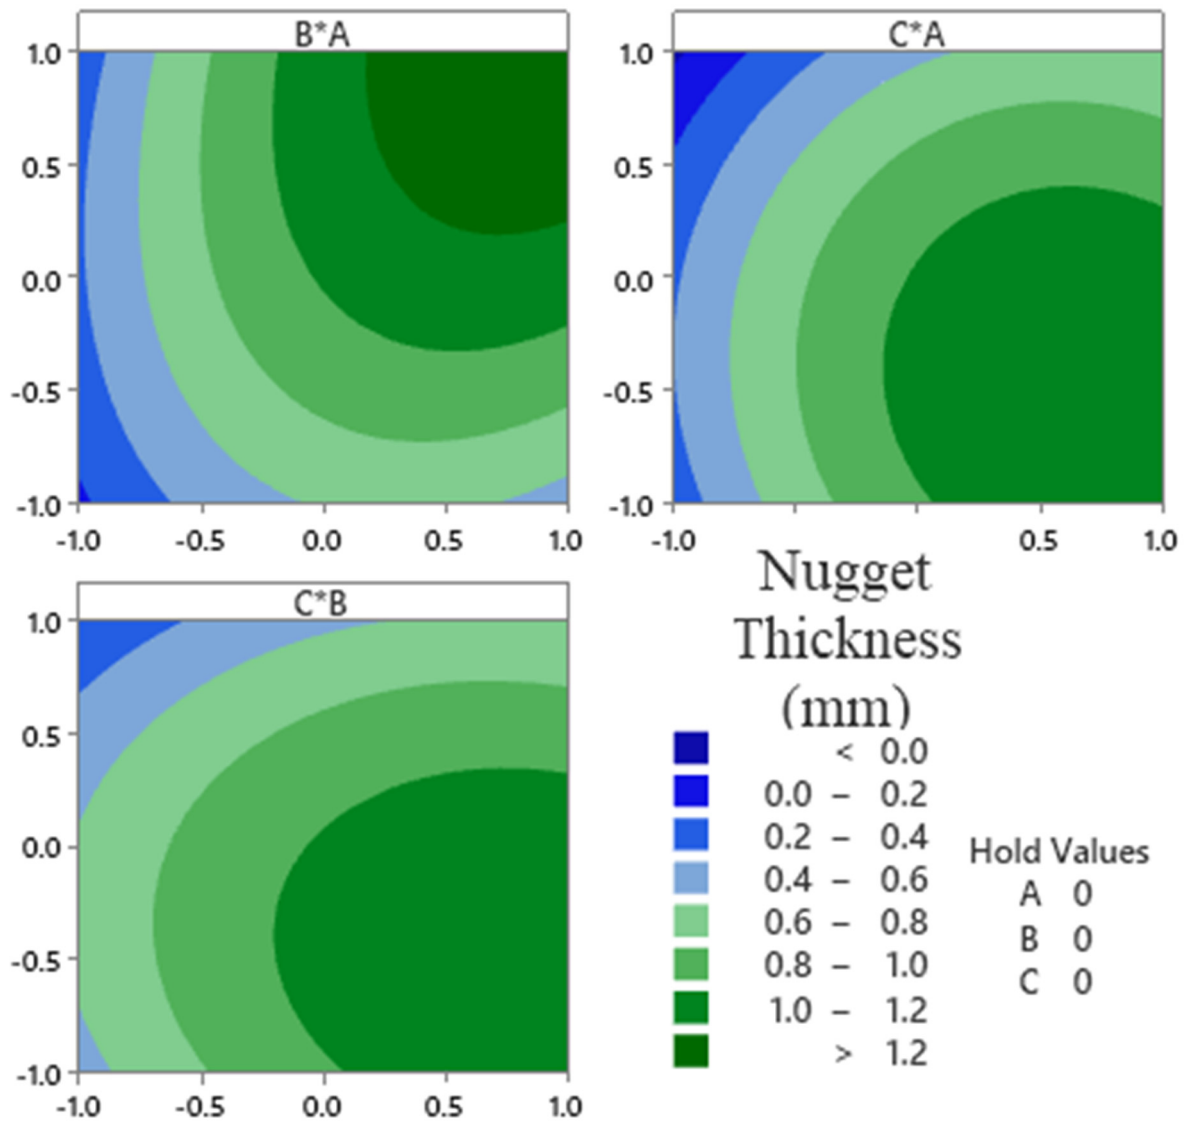 B*A
1.0
0.5
0.0
-0.5
-1.0
-1.0 -0.5 0.0 0.5 1.0
C*A
1.0
0.5
0.0
-0.5
-1.0
-1.0 0.5 1.0
C*B
1.0
0.5
0.0
-0.5
-1.0
-1.0 -0.5 0.0 0.5 1.0
Nugget
Thickness
(mm)
< 0.0
0.0 – 0.2
0.2 – 0.4
0.4 – 0.6
0.6 – 0.8
0.8 – 1.0
1.0 – 1.2
> 1.2
Hold Values
A 0
B 0
C 0